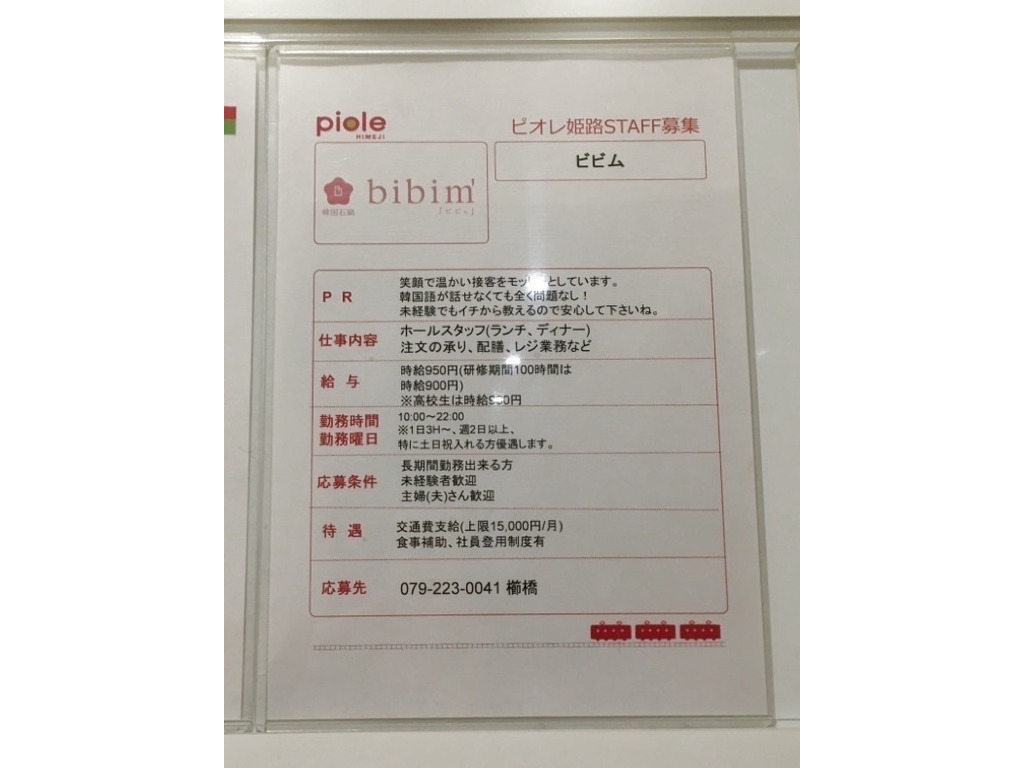 piole
HIMEJI
ピオレ姫路STAFF募集
ビビム
bibim'
韓国石鍋
「ビビム」
PR
笑顔で温かい接客をモッ
としています。
韓国語が話せなくても全く問題なし！
未経験でもイチから教えるので安心して下さいね。
仕事内容
ホールスタッフ(ランチ、ディナー)
注文の承り、配膳、レジ業務など
給与
時給950円(研修期間100時間は
時給900円)
※高校生は時給
円
勤務時間
勤務曜日
10:00～22:00
※1日3H～、週2日以上、
特に土日祝入れる方優遇します。
応募条件
長期間勤務出来る方
未経験者歓迎
主婦(夫)さん歓迎
待遇
交通費支給(上限15,000円/月)
食事補助、社員登用制度有
応募先
079-223-0041 櫛橋